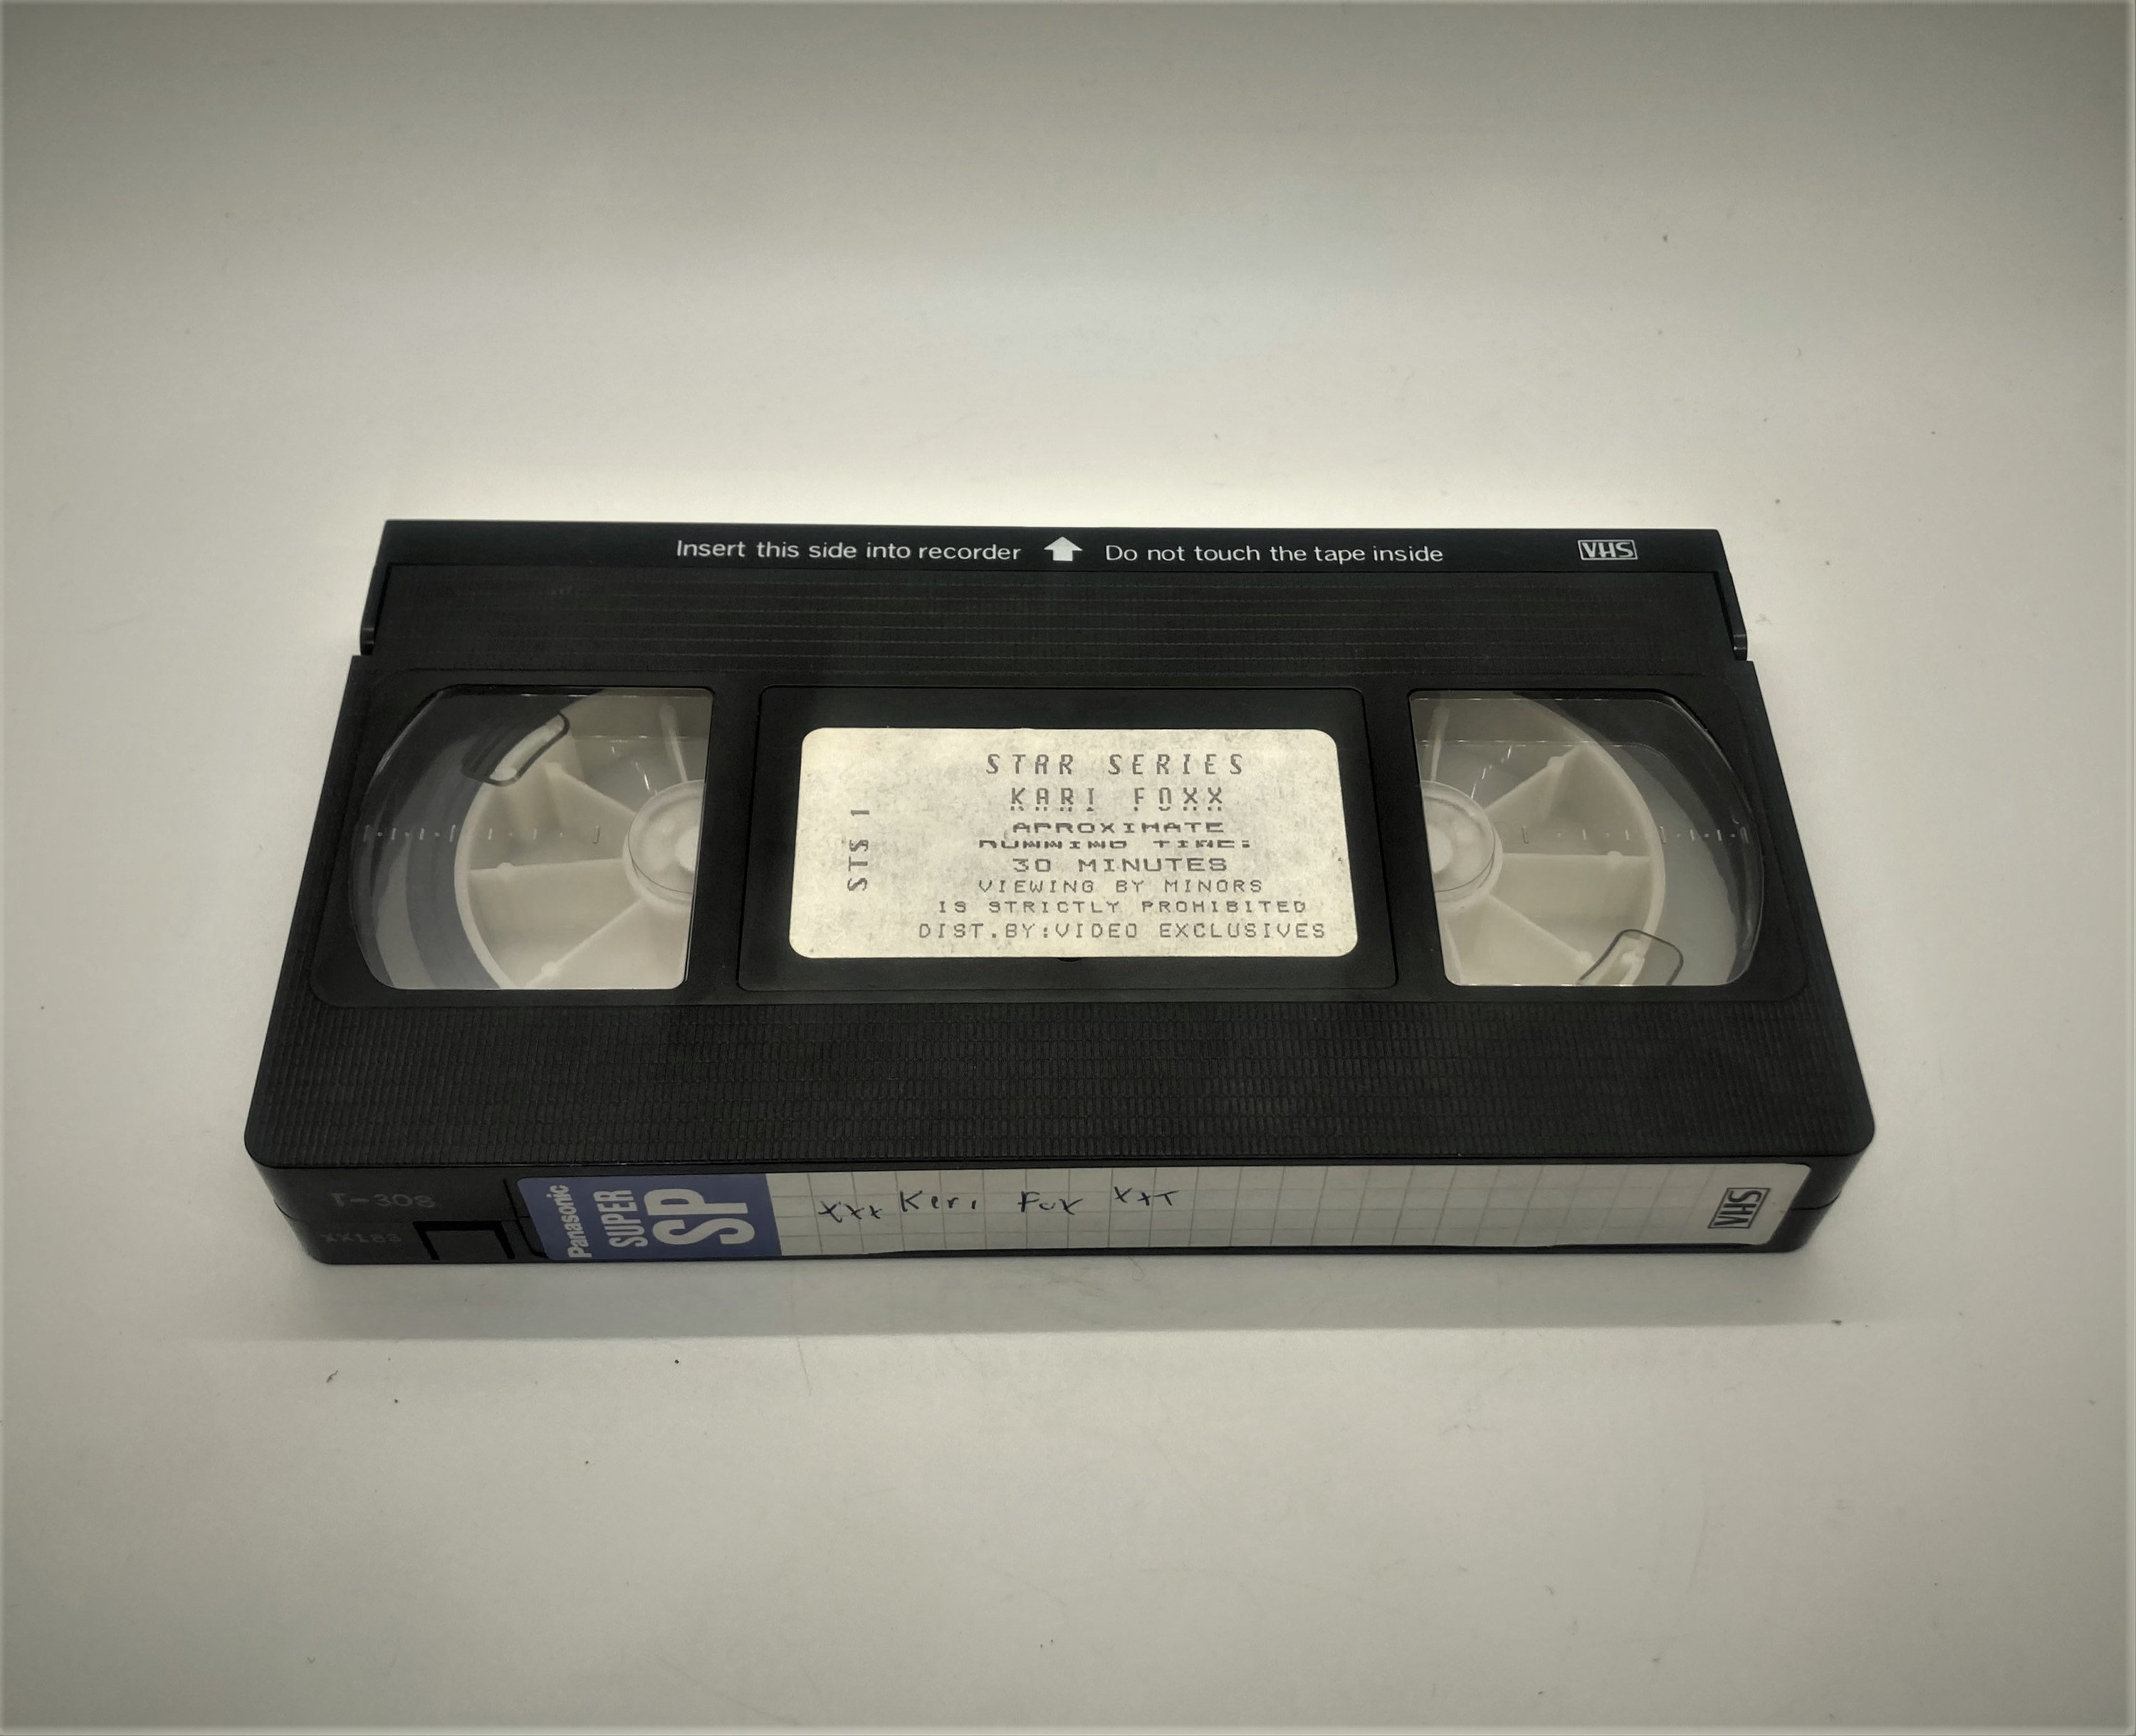 Insert this side into recorder Do not touch the tape inside VHS
STS 1
STAR SERIES
KARI FOXX
APROXIMATE
RUNNING TIME:
30 MINUTES
VIEWING BY MINORS
IS STRICTLY PROHIBITED
DIST.BY:VIDEO EXCLUSIVES
T-308
XX183
Panasonic
SUPER
SP
xxx Keri Fox xxx
VHS